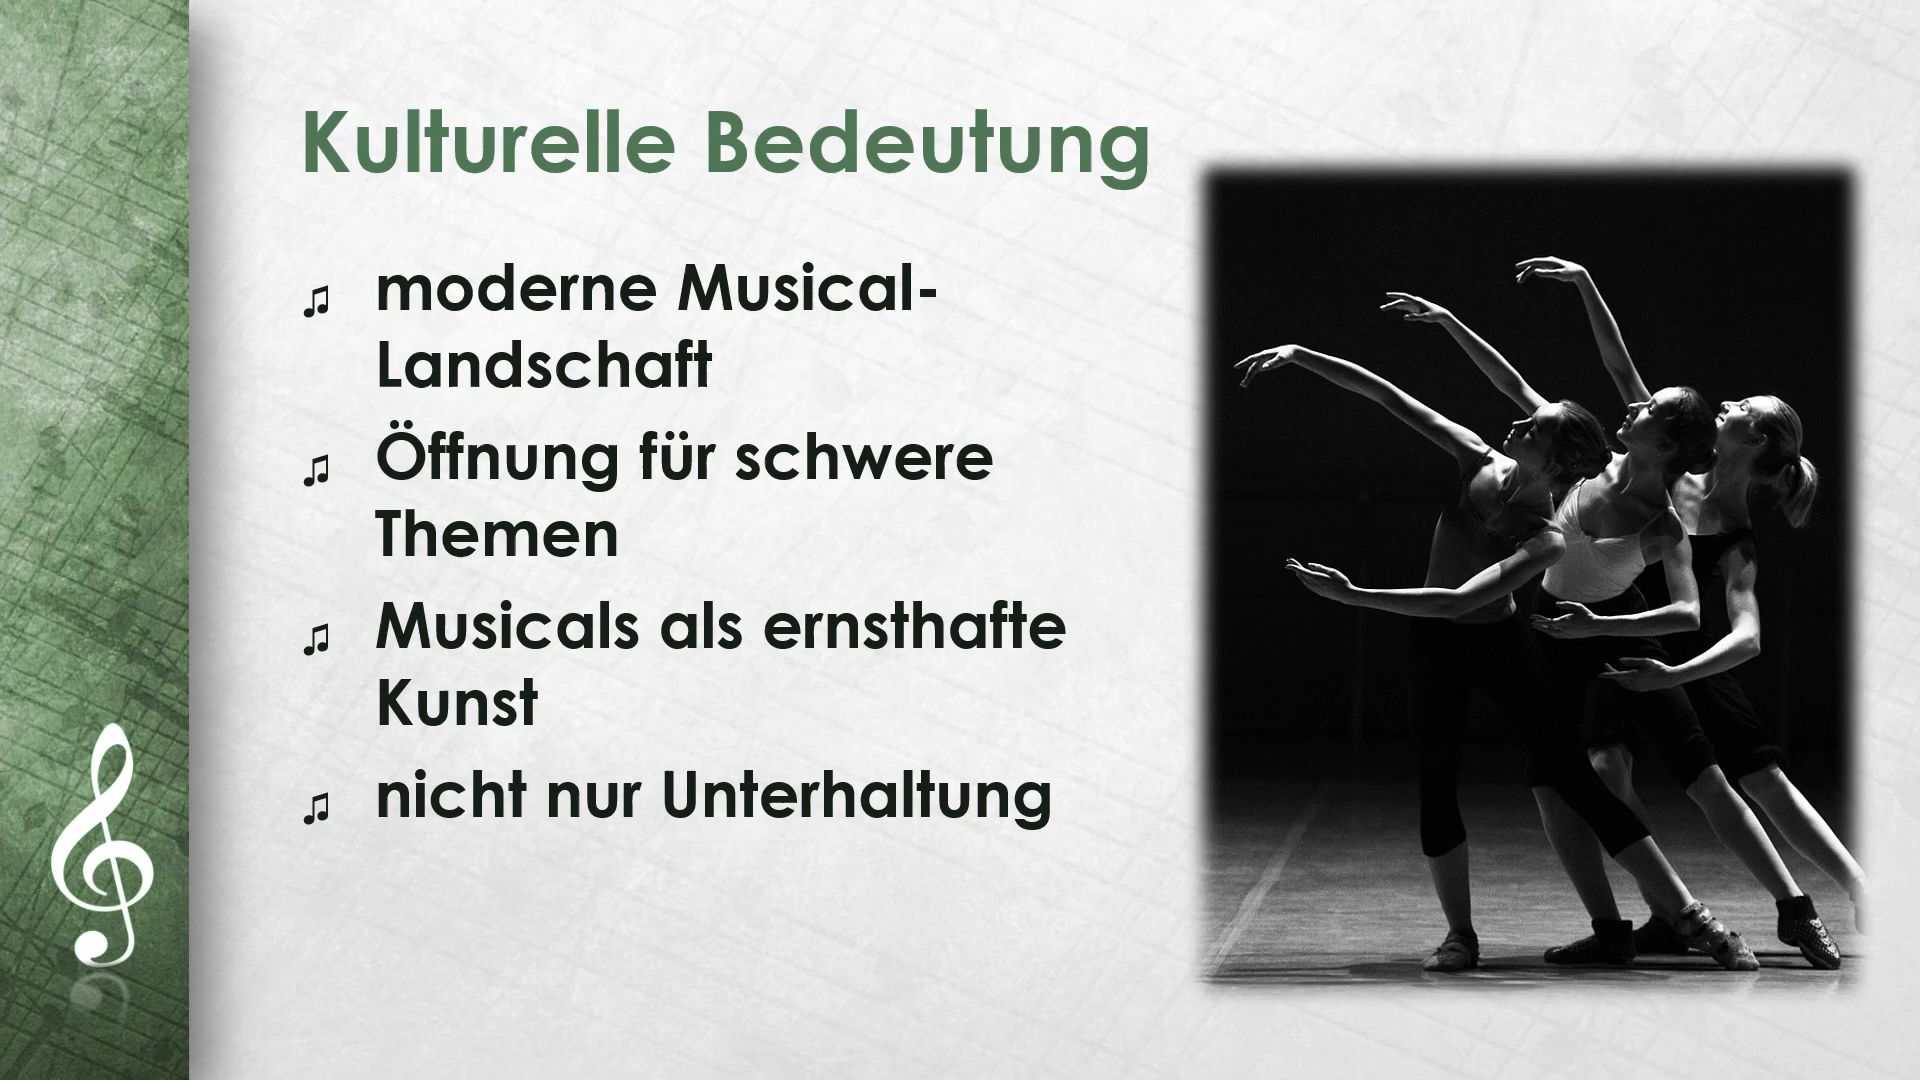 Kulturelle Bedeutung
♫ moderne Musical-
Landschaft
♫ Öffnung für schwere
Themen
♫ Musicals als ernsthafte
Kunst
♫ nicht nur Unterhaltung